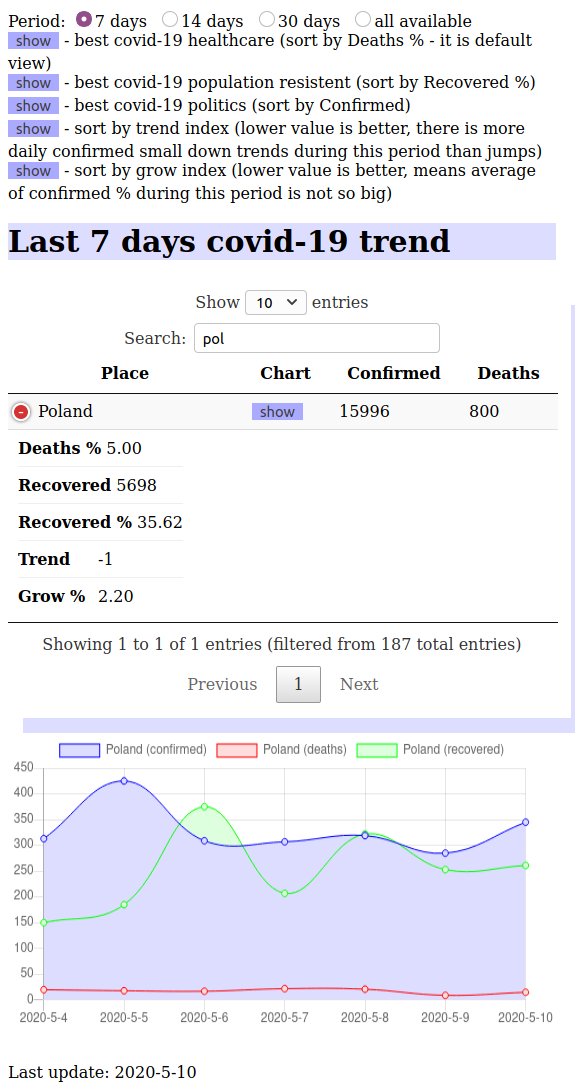 Period: 7 days 14 days 30 days all available
show - best covid-19 healthcare (sort by Deaths % - it is default
view)
show - best covid-19 population resistent (sort by Recovered %)
show - best covid-19 politics (sort by Confirmed)
show - sort by trend index (lower value is better, there is more
daily confirmed small down trends during this period than jumps)
show - sort by grow index (lower value is better, means average
of confirmed % during this period is not so big)
Last 7 days covid-19 trend
Show 10 entries
Search: pol
Place Chart Confirmed Deaths
Poland show 15996 800
Deaths % 5.00
Recovered 5698
Recovered % 35.62
Trend -1
Grow % 2.20
Showing 1 to 1 of 1 entries (filtered from 187 total entries)
Previous 1 Next
Poland (confirmed) Poland (deaths) Poland (recovered)
450
400
350
300
250
200
150
100
50
0
2020-5-4 2020-5-5 2020-5-6 2020-5-7 2020-5-8 2020-5-9 2020-5-10
Last update: 2020-5-10